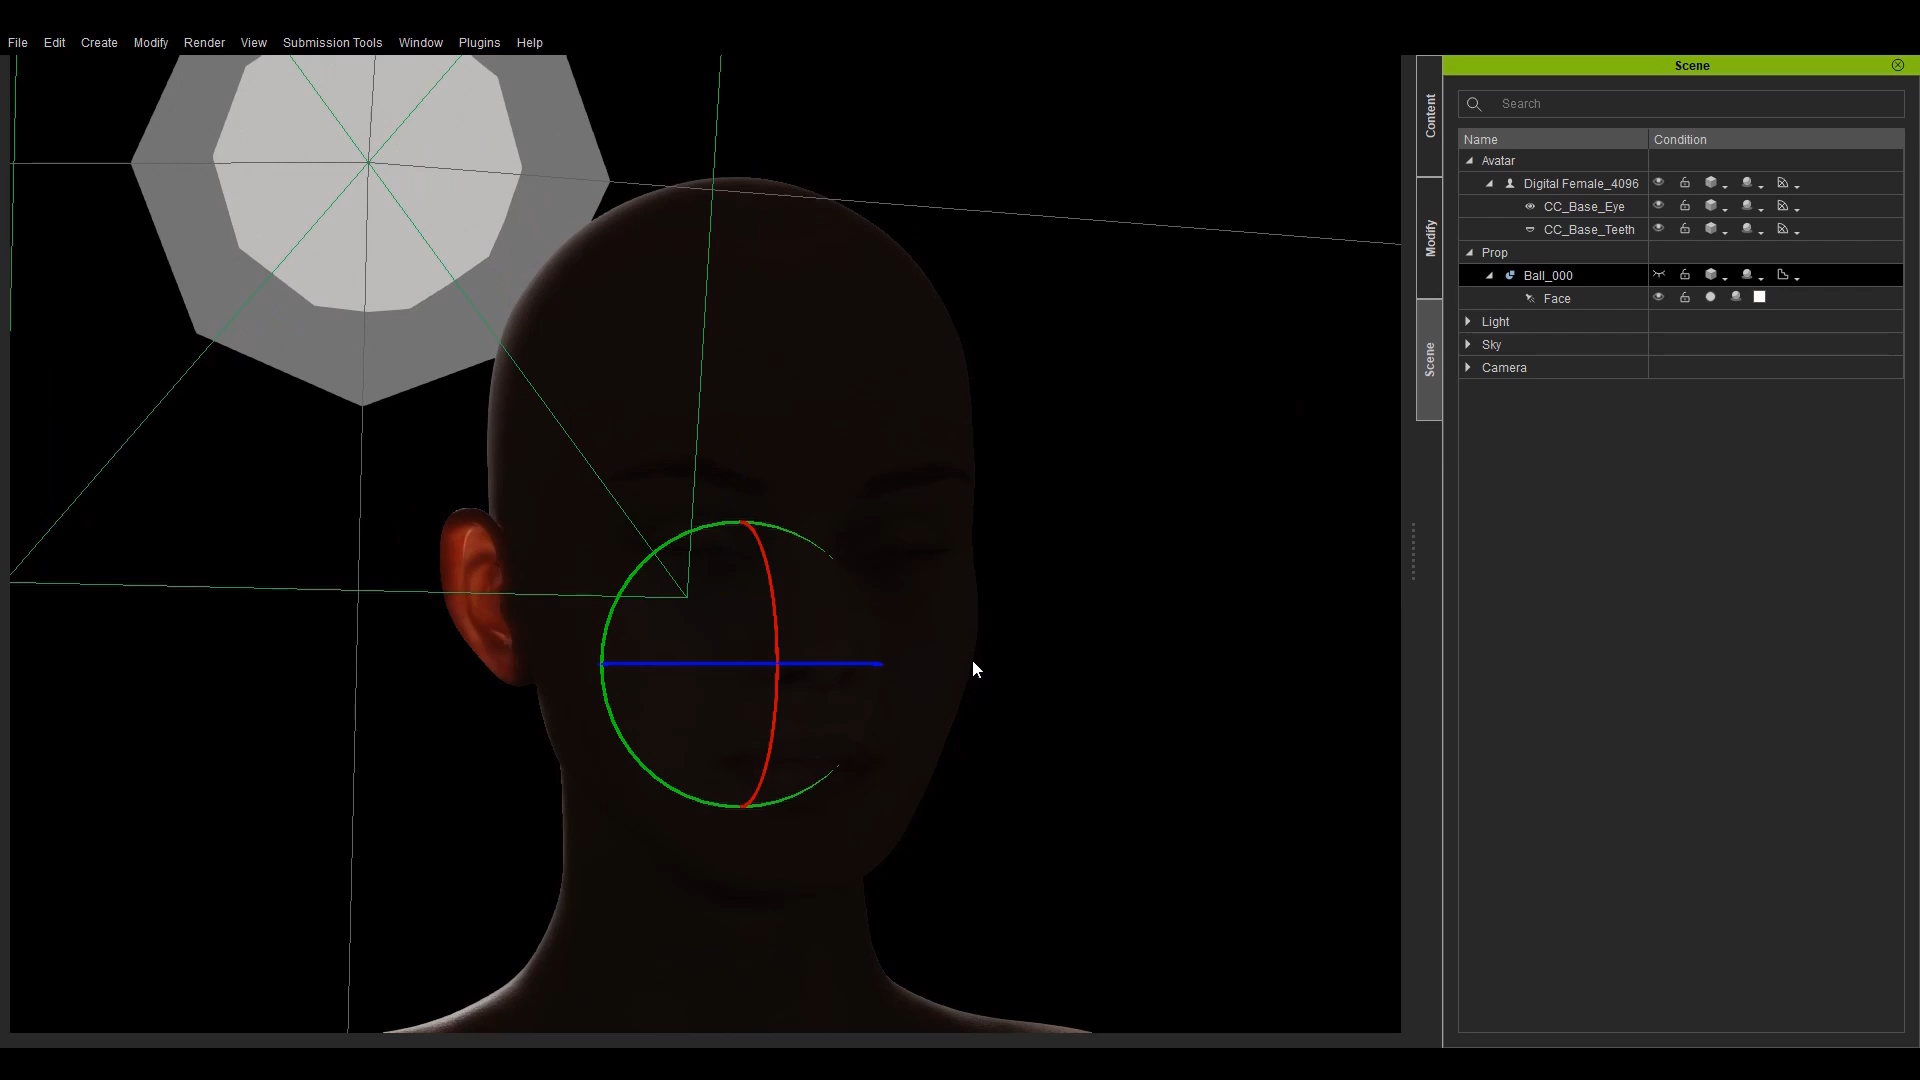 File Edit Create Modify Render View Submission Tools Window Plugins Help
Scene
Search
Name Condition
Avatar
Digital Female_4096
CC_Base_Eye
CC_Base_Teeth
Prop
Ball_000
Face
Light
Sky
Camera
Content
Modify
Scene